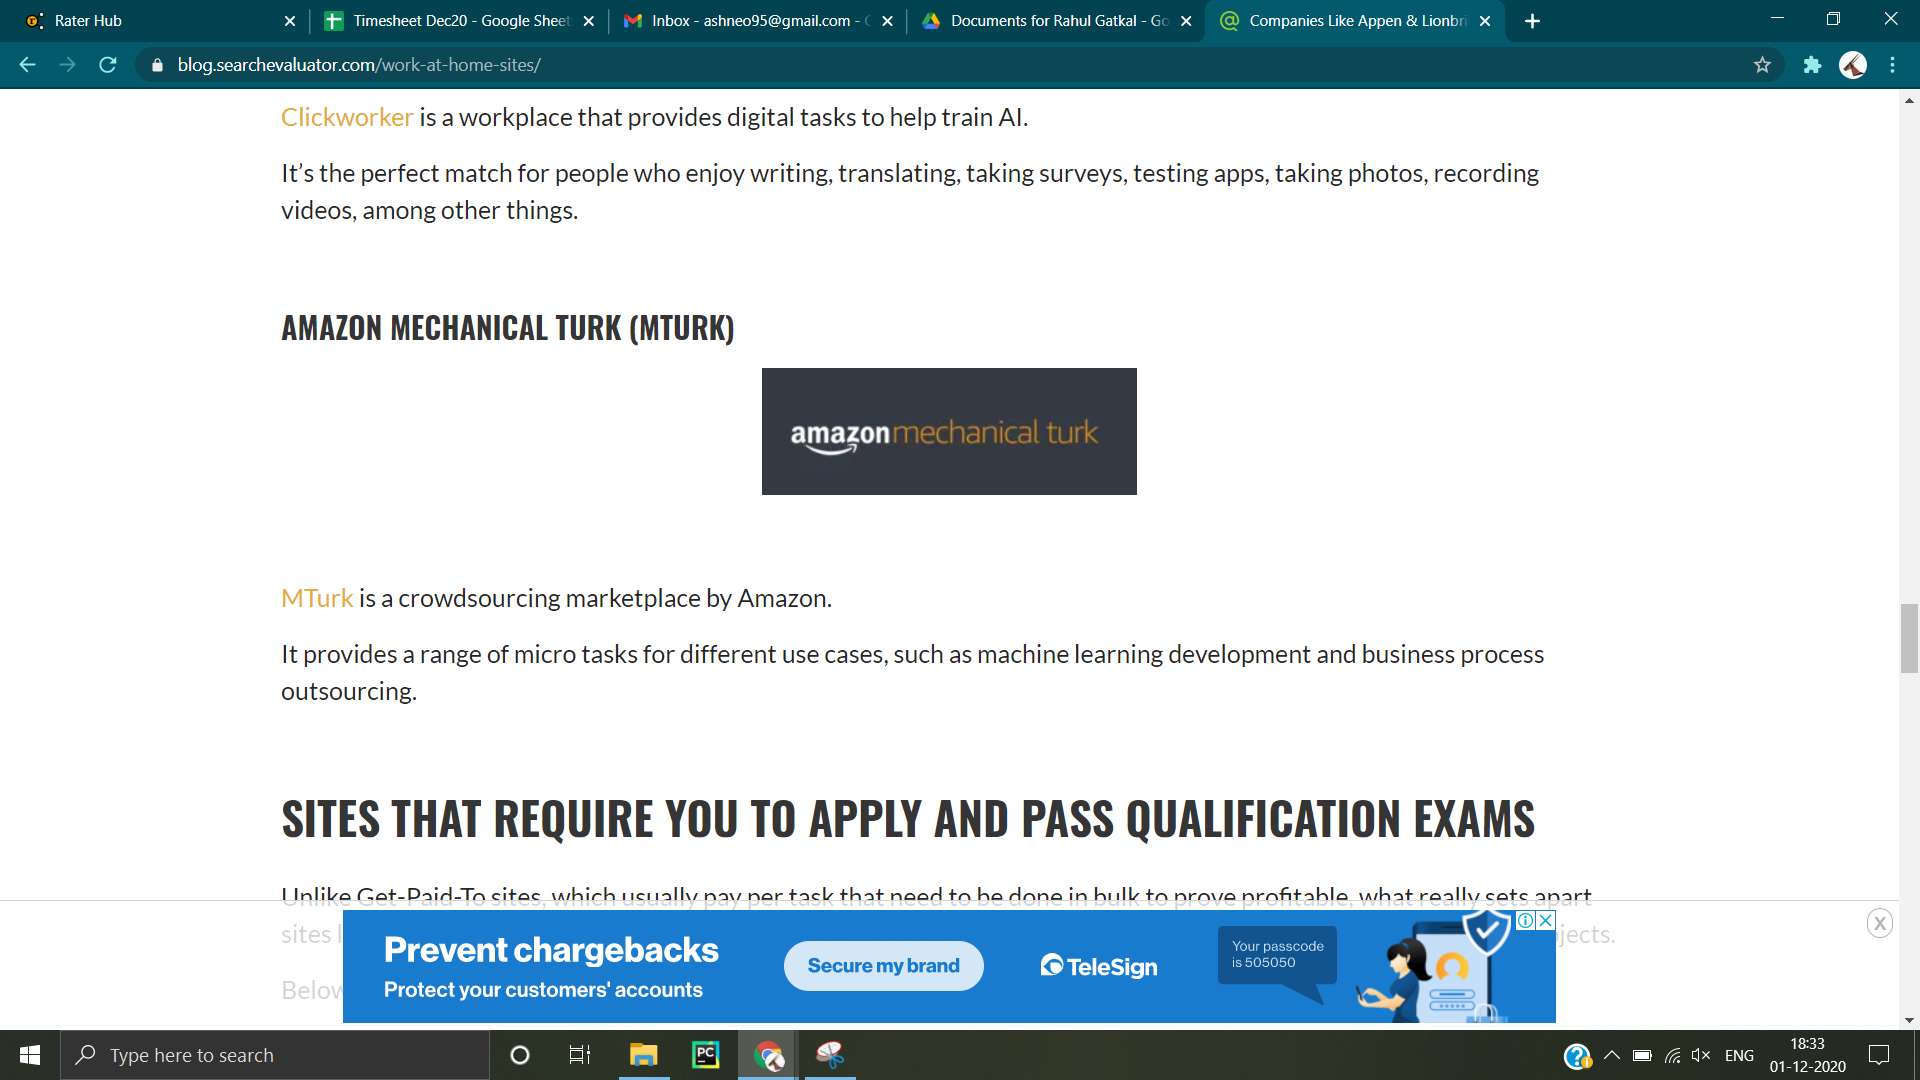 Rater Hub
Timesheet Dec20 - Google Sheet
Inbox - ashneo95@gmail.com -
Documents for Rahul Gatkal - Go
Companies Like Appen & Lionbri
blog.searchevaluator.com/work-at-home-sites/
Clickworker is a workplace that provides digital tasks to help train AI.
It’s the perfect match for people who enjoy writing, translating, taking surveys, testing apps, taking photos, recording
videos, among other things.
AMAZON MECHANICAL TURK (MTURK)
amazon mechanical turk
MTurk is a crowdsourcing marketplace by Amazon.
It provides a range of micro tasks for different use cases, such as machine learning development and business process
outsourcing.
SITES THAT REQUIRE YOU TO APPLY AND PASS QUALIFICATION EXAMS
Unlike Get-Paid-To sites, which usually pay per task that need to be done in bulk to prove profitable, what really sets apart
sites jects.
Below
Prevent chargebacks
Protect your customers' accounts
Secure my brand
TeleSign
Your passcode
is 505050
X
Type here to search
PC
ENG
18:33
01-12-2020